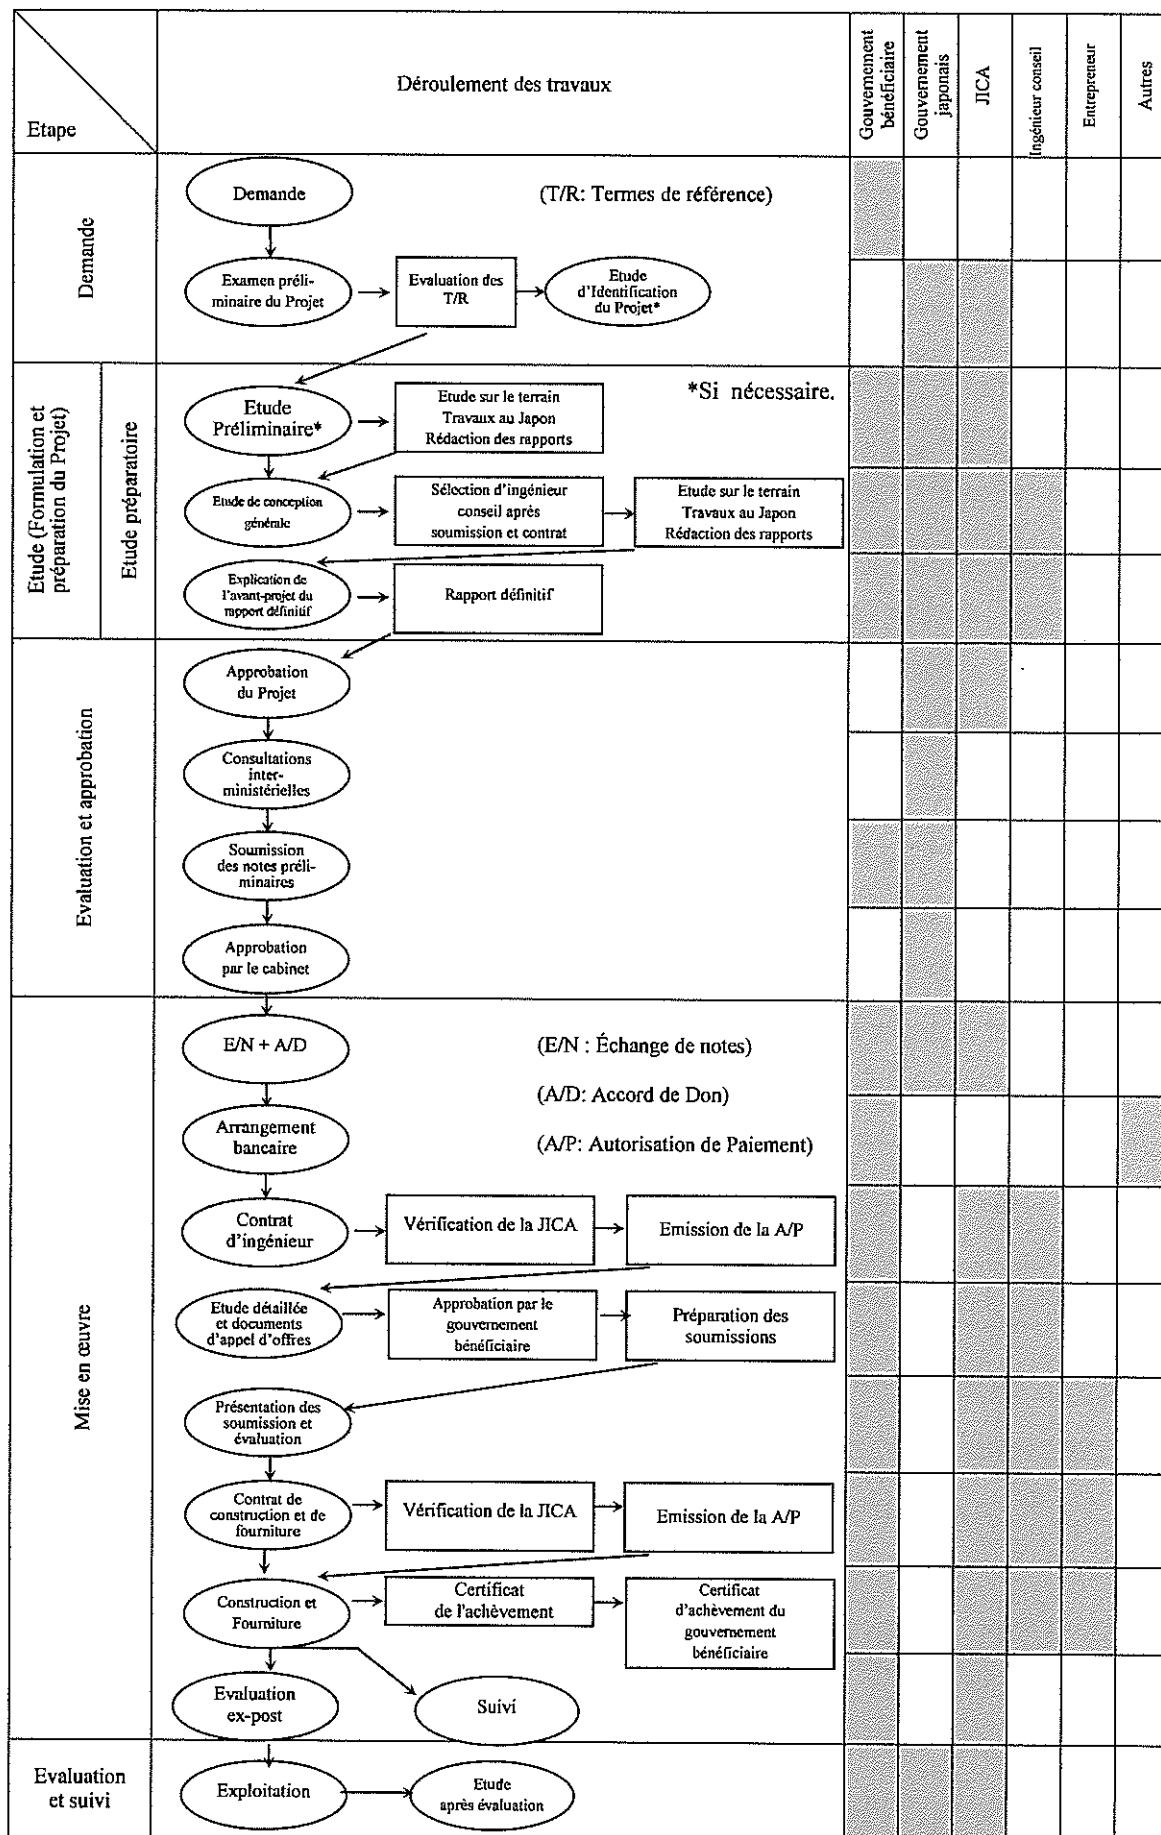 Etape
Déroulement des travaux
Gouvernement
bénéficiaire
Gouvernement
japonais
JICA
Ingénieur conseil
Entrepreneur
Autres
Demande
Demande
(T/R: Termes de référence)
Examen préli-
minaire du Projet
Evaluation des
T/R
Etude
d'Identification
du Projet*
Etude (Formulation et
préparation du Projet)
Etude préparatoire
*Si nécessaire.
Etude
Préliminaire*
Etude sur le terrain
Travaux au Japon
Rédaction des rapports
Etude de conception
générale
Sélection d'ingénieur
conseil après
soumission et contrat
Etude sur le terrain
Travaux au Japon
Rédaction des rapports
Explication de
l'avant-projet du
rapport définitif
Rapport définitif
Evaluation et approbation
Approbation
du Projet
Consultations
inter-
ministérielles
Soumission
des notes préli-
minaires
Approbation
par le cabinet
Mise en œuvre
E/N + A/D
(E/N : Échange de notes)
(A/D: Accord de Don)
Arrangement
bancaire
(A/P: Autorisation de Paiement)
Contrat
d'ingénieur
Vérification de la JICA
Emission de la A/P
Etude détaillée
et documents
d'appel d'offres
Approbation par le
gouvernement
bénéficiaire
Préparation des
soumissions
Présentation des
soumission et
évaluation
Contrat de
construction et de
fourniture
Vérification de la JICA
Emission de la A/P
Construction et
Fourniture
Certificat
de l'achèvement
Certificat
d'achèvement du
gouvernement
bénéficiaire
Evaluation
ex-post
Suivi
Evaluation
et suivi
Exploitation
Etude
après évaluation